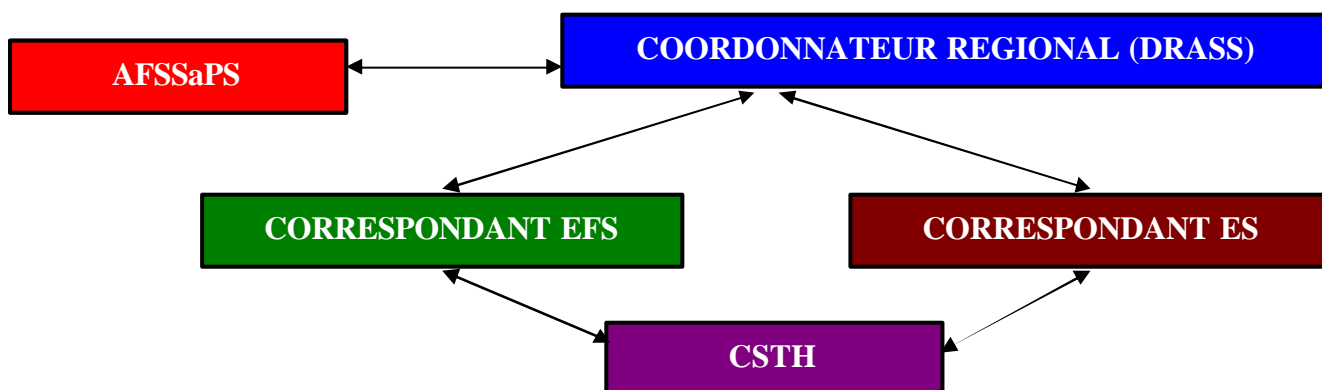 COORDONNATEUR REGIONAL (DRASS)
AFSSaPS
CORRESPONDANT EFS
CORRESPONDANT ES
CSTH